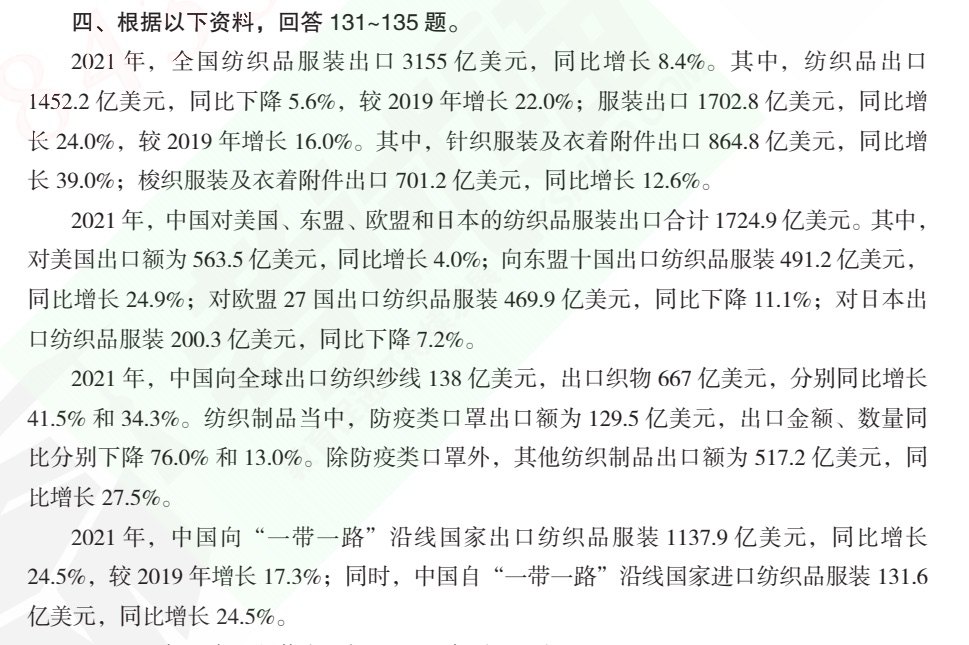 四、根据以下资料，回答 131~135 题。
2021 年，全国纺织品服装出口 3155 亿美元，同比增长 8.4%。其中，纺织品出口
1452.2 亿美元，同比下降 5.6%，较 2019 年增长 22.0%；服装出口 1702.8 亿美元，同比增
长 24.0%，较 2019 年增长 16.0%。其中，针织服装及衣着附件出口 864.8 亿美元，同比增
长 39.0%；梭织服装及衣着附件出口 701.2 亿美元，同比增长 12.6%。
2021 年，中国对美国、东盟、欧盟和日本的纺织品服装出口合计 1724.9 亿美元。其中，
对美国出口额为 563.5 亿美元，同比增长 4.0%；向东盟十国出口纺织品服装 491.2 亿美元，
同比增长 24.9%；对欧盟 27 国出口纺织品服装 469.9 亿美元，同比下降 11.1%；对日本出
口纺织品服装 200.3 亿美元，同比下降 7.2%。
2021 年，中国向全球出口纺织纱线 138 亿美元，出口织物 667 亿美元，分别同比增长
41.5% 和 34.3%。纺织制品当中，防疫类口罩出口额为 129.5 亿美元，出口金额、数量同
比分别下降 76.0% 和 13.0%。除防疫类口罩外，其他纺织制品出口额为 517.2 亿美元，同
比增长 27.5%。
2021 年，中国向“一带一路”沿线国家出口纺织品服装 1137.9 亿美元，同比增长
24.5%，较 2019 年增长 17.3%；同时，中国自“一带一路”沿线国家进口纺织品服装 131.6
亿美元，同比增长 24.5%。